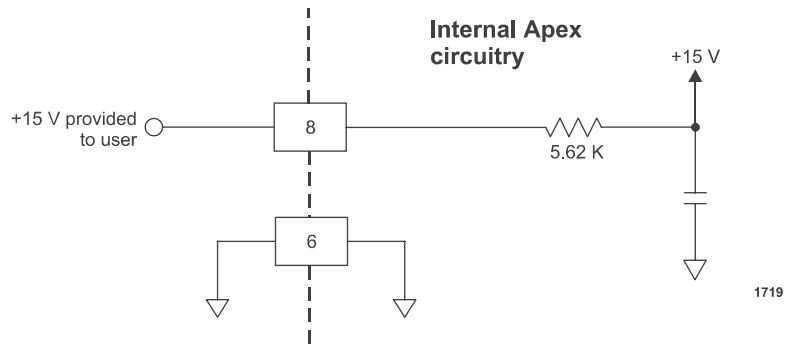 Internal Apex
circuitry
+15 V
+15 V provided
to user
8
5.62 K
6
1719